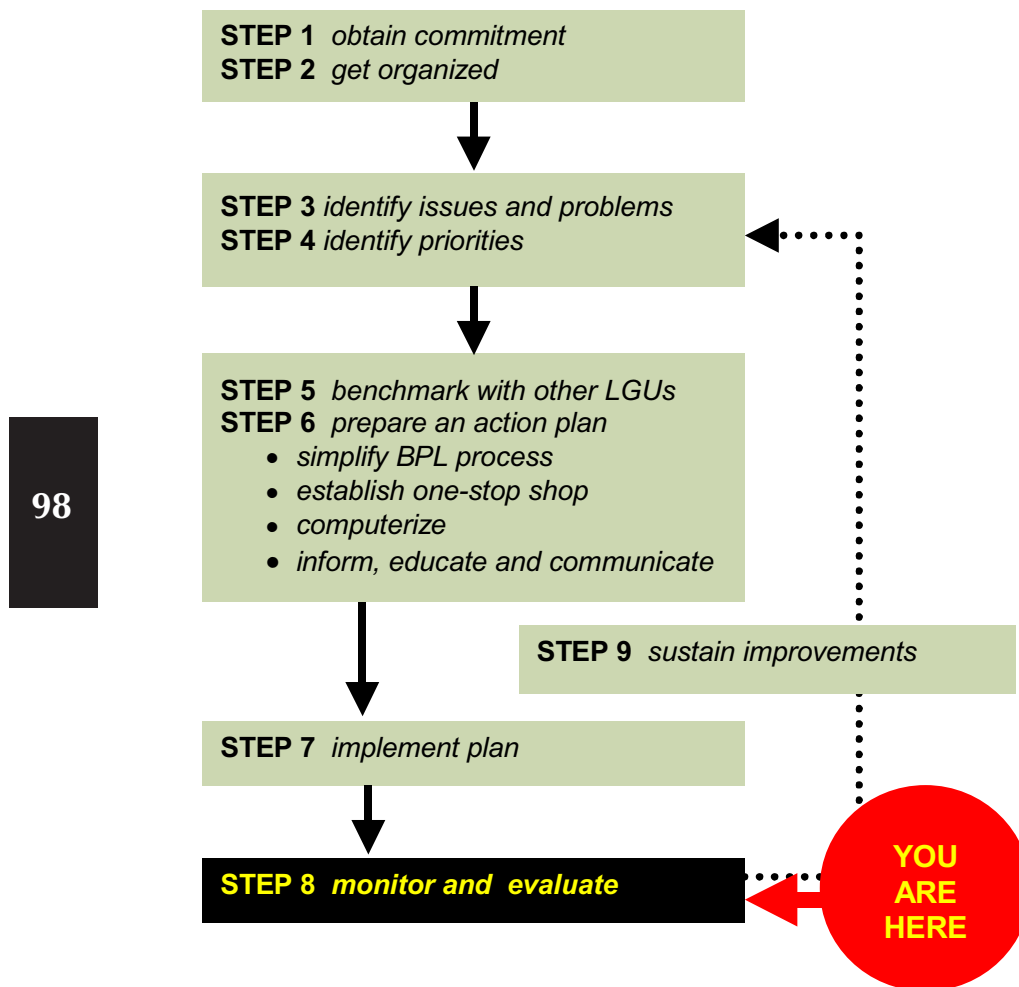 STEP 1 obtain commitment
STEP 2 get organized
STEP 3 identify issues and problems
STEP 4 identify priorities
STEP 5 benchmark with other LGUs
STEP 6 prepare an action plan
• simplify BPL process
• establish one-stop shop
• computerize
• inform, educate and communicate
98
STEP 9 sustain improvements
STEP 7 implement plan
STEP 8 monitor and evaluate
YOU
ARE
HERE